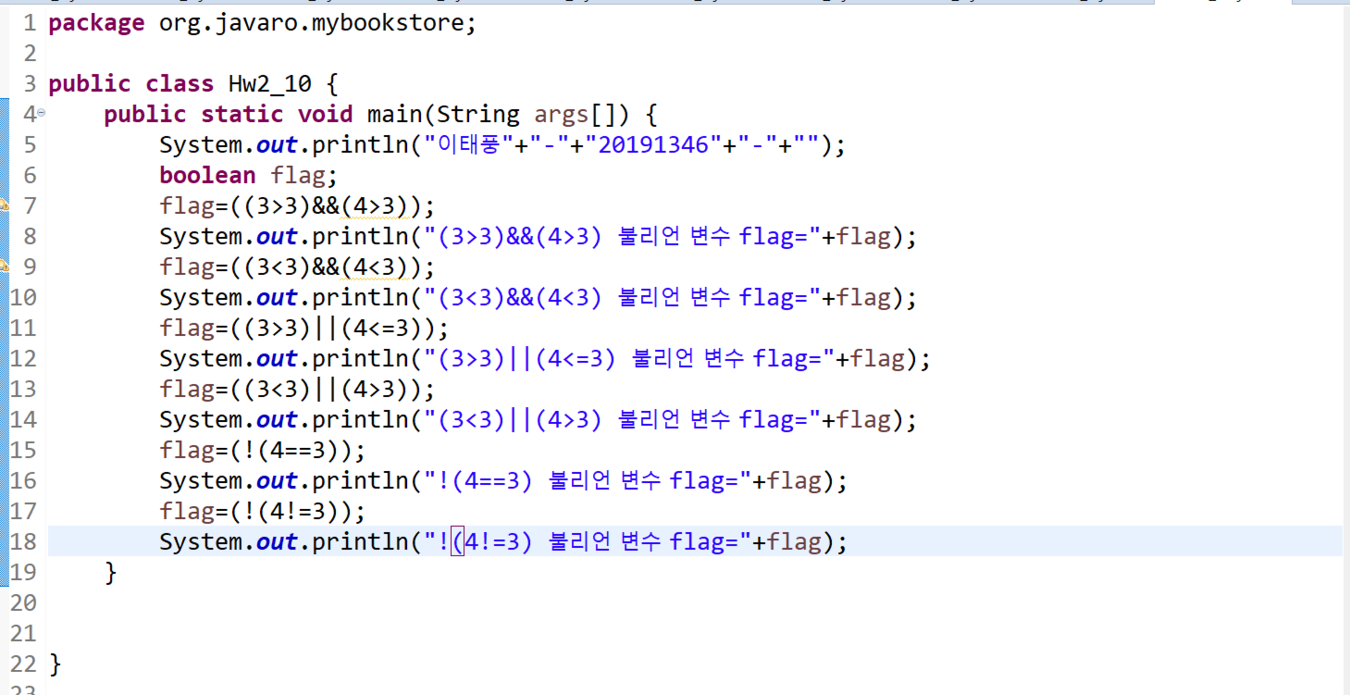 1 package org.javaro.mybookstore;
2
3 public class Hw2_10 {
4 public static void main(String args[]) {
5 System.out.println("이태풍"+"-"+"20191346"+"-"+"");
6 boolean flag;
7 flag=((3>3)&&(4>3));
8 System.out.println("(3>3)&&(4>3) 불리언 변수 flag="+flag);
9 flag=((3<3)&&(4<3));
10 System.out.println("(3<3)&&(4<3) 불리언 변수 flag="+flag);
11 flag=((3>3)||(4<=3));
12 System.out.println("(3>3)||(4<=3) 불리언 변수 flag="+flag);
13 flag=((3<3)||(4>3));
14 System.out.println("(3<3)||(4>3) 불리언 변수 flag="+flag);
15 flag=(!(4==3));
16 System.out.println("!(4==3) 불리언 변수 flag="+flag);
17 flag=(!(4!=3));
18 System.out.println("!(4!=3) 불리언 변수 flag="+flag);
19 }
20
21
22 }
23